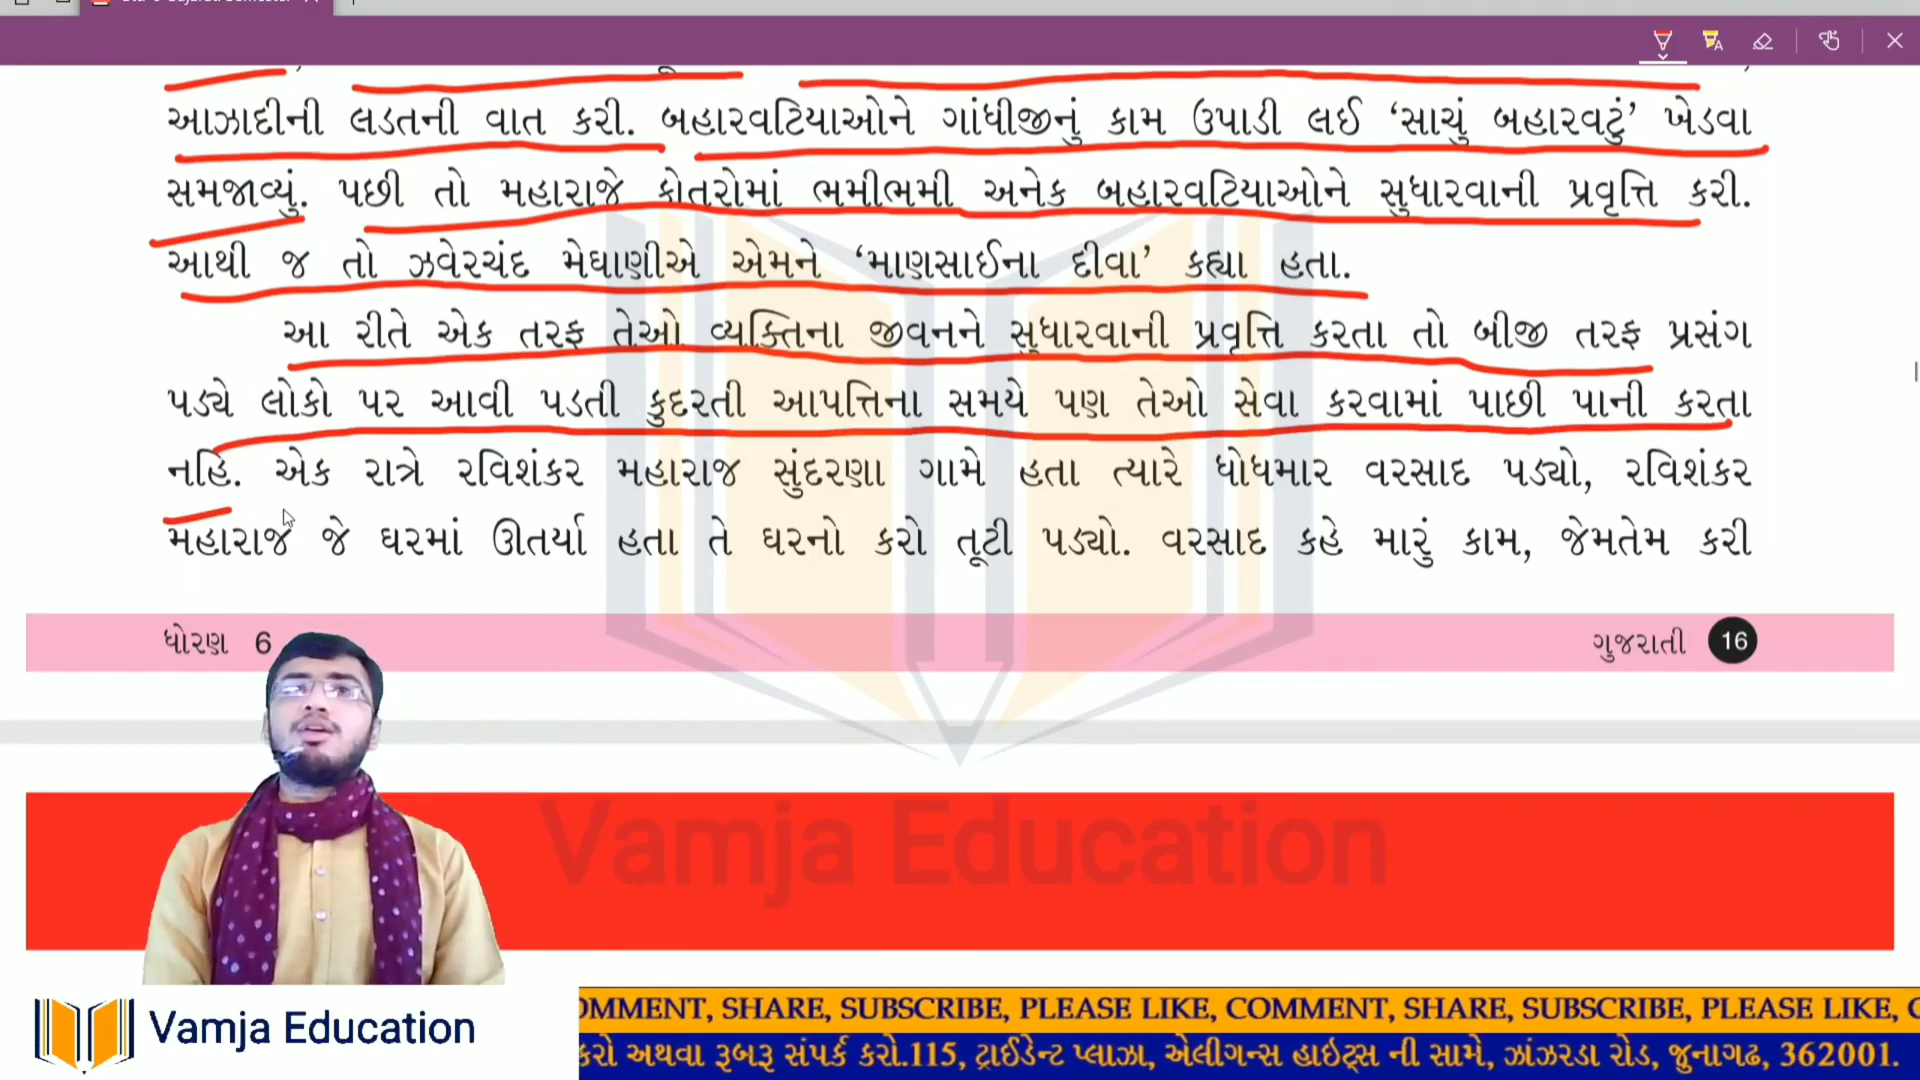 આઝાદીની લડતની વાત કરી. બહારવટિયાઓને ગાંધીજીનું કામ ઉપાડી લઈ ‘સાચું બહારવટું’ ખેડવા
સમજાવ્યું. પછી તો મહારાજે કોતરોમાં ભમીભમી અનેક બહારવટિયાઓને સુધારવાની પ્રવૃત્તિ કરી.
આથી જ તો ઝવેરચંદ મેઘાણીએ એમને ‘માણસાઈના દીવા’ કહ્યા હતા.
આ રીતે એક તરફ તેઓ વ્યક્તિના જીવનને સુધારવાની પ્રવૃત્તિ કરતા તો બીજી તરફ પ્રસંગ
પડ્યે લોકો પર આવી પડતી કુદરતી આપત્તિના સમયે પણ તેઓ સેવા કરવામાં પાછી પાની કરતા
નહિ. એક રાત્રે રવિશંકર મહારાજ સુંદરણા ગામે હતા ત્યારે ધોધમાર વરસાદ પડ્યો, રવિશંકર
મહારાજ જે ઘરમાં ઊતર્યા હતા તે ઘરનો કરો તૂટી પડ્યો. વરસાદ કહે મારું કામ, જેમતેમ કરી
ધોરણ 6
ગુજરાતી 16
Vamja Education
Vamja Education
OMMENT, SHARE, SUBSCRIBE, PLEASE LIKE, COMMENT, SHARE, SUBSCRIBE, PLEASE LIKE, C
કરો અથવા રૂબરૂ સંપર્ક કરો.115, ટ્રાઈડેન્ટ પ્લાઝા, એલીગન્સ હાઇટ્સ ની સામે, ઝાંઝરડા રોડ, જુનાગઢ, 362001.